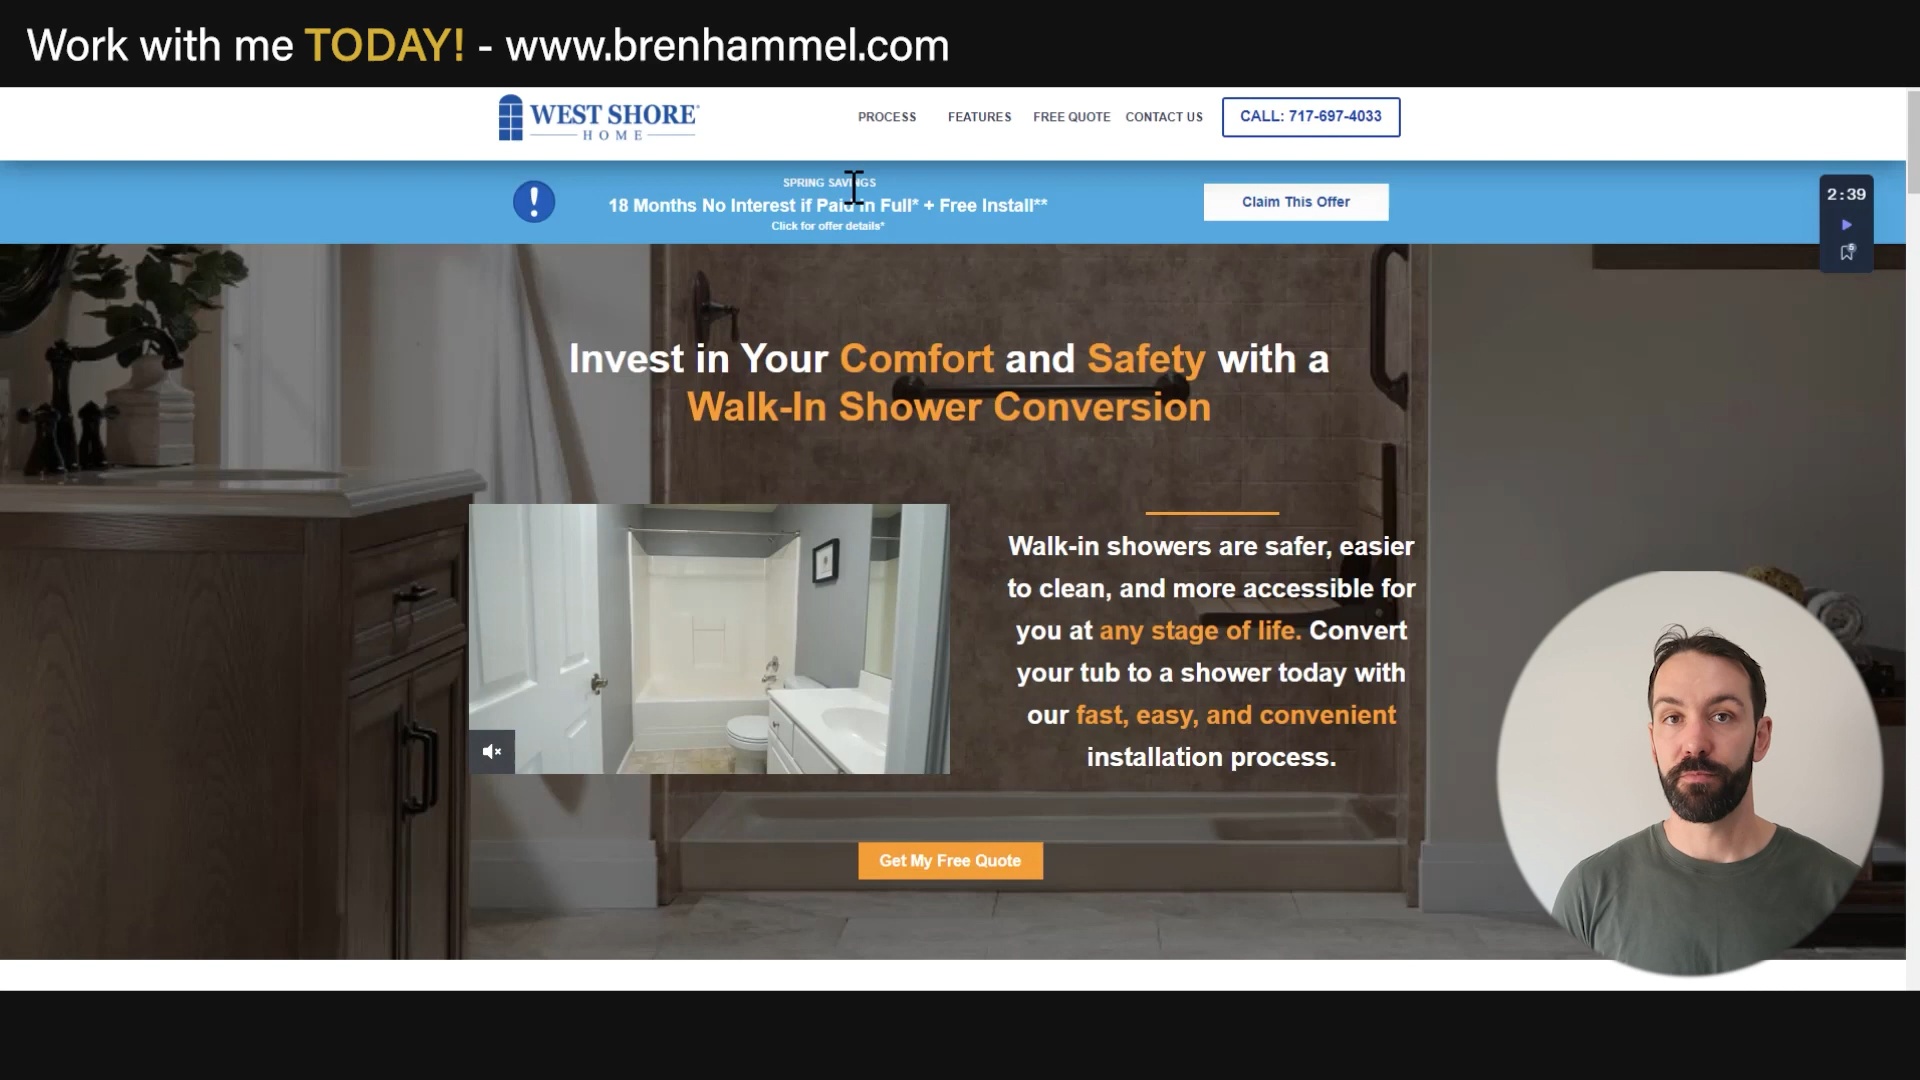 Work with me TODAY! - www.brenhammel.com
WEST SHORE
HOME
PROCESS
FEATURES
FREE QUOTE
CONTACT US
CALL: 717-697-4033
SPRING SAVINGS
18 Months No Interest if Paid in Full* + Free Install**
Click for offer details*
Claim This Offer
2:39
5
Invest in Your Comfort and Safety with a
Walk-In Shower Conversion
Walk-in showers are safer, easier
to clean, and more accessible for
you at any stage of life. Convert
your tub to a shower today with
our fast, easy, and convenient
installation process.
Get My Free Quote